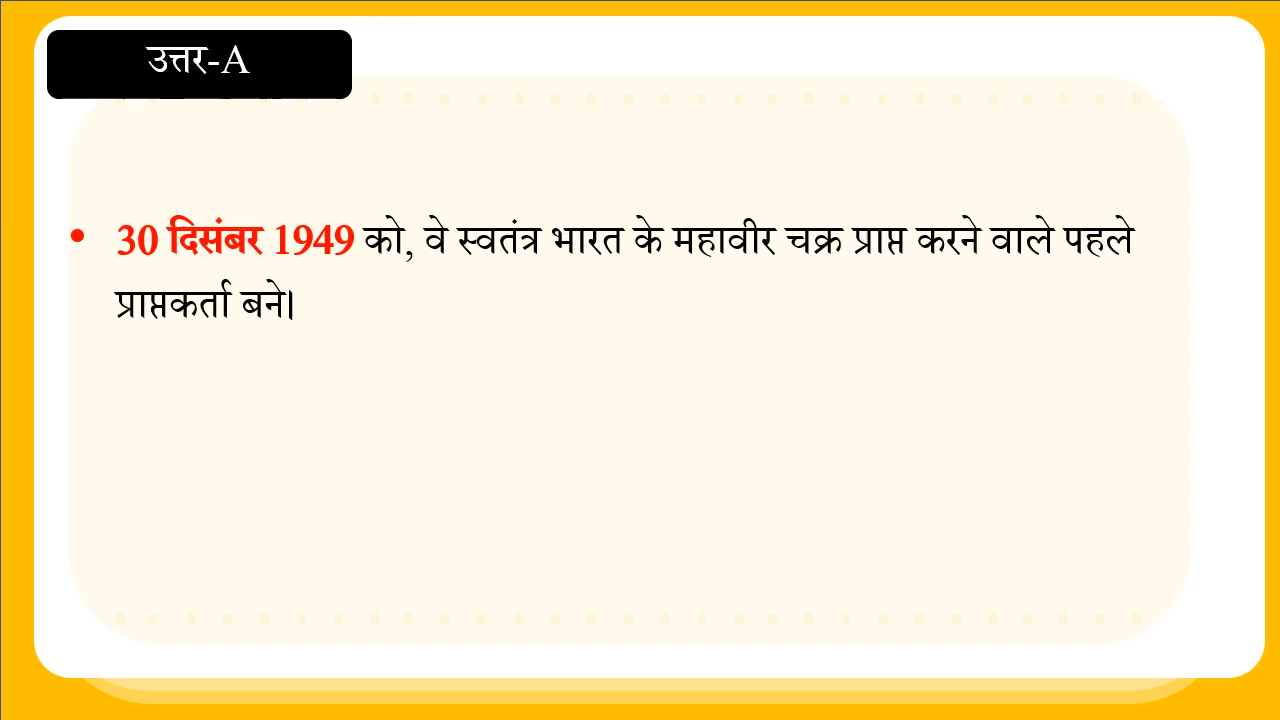 उत्तर-A
• 30 दिसंबर 1949 को, वे स्वतंत्र भारत के महावीर चक्र प्राप्त करने वाले पहले
प्राप्तकर्ता बने।